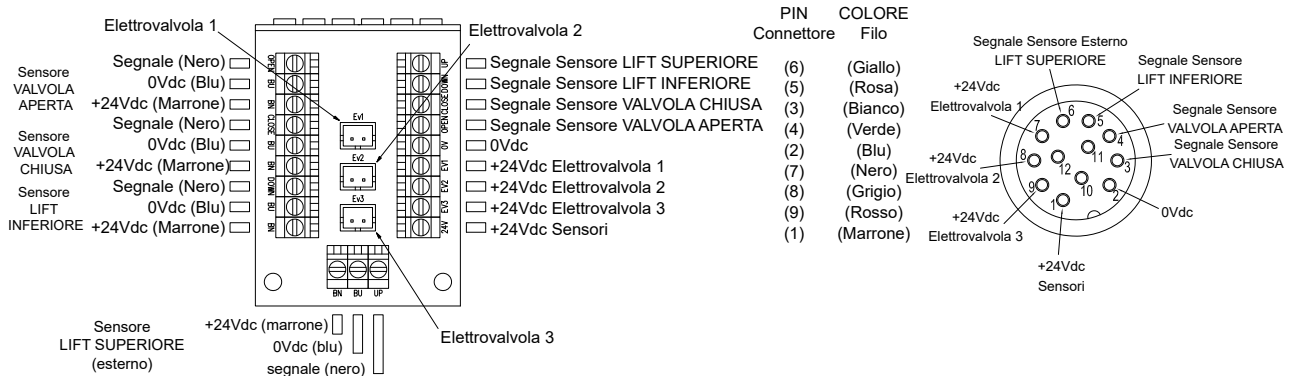 Elettrovalvola 1
Elettrovalvola 2
Sensore
VALVOLA
APERTA
Segnale (Nero)
0Vdc (Blu)
+24Vdc (Marrone)
Sensore
VALVOLA
CHIUSA
Segnale (Nero)
0Vdc (Blu)
+24Vdc (Marrone)
Sensore
LIFT
INFERIORE
Segnale (Nero)
0Vdc (Blu)
+24Vdc (Marrone)
OPEN
BU
BN
CLOSE
BU
BN
DOWN
BU
BN
Ev1
Ev2
Ev3
UP
DOWN
CLOSE
OPEN
0V
EV1
EV2
EV3
24V
BN BU UP
Segnale Sensore LIFT SUPERIORE
Segnale Sensore LIFT INFERIORE
Segnale Sensore VALVOLA CHIUSA
Segnale Sensore VALVOLA APERTA
0Vdc
+24Vdc Elettrovalvola 1
+24Vdc Elettrovalvola 2
+24Vdc Elettrovalvola 3
+24Vdc Sensori
Sensore
LIFT SUPERIORE
(esterno)
+24Vdc (marrone)
0Vdc (blu)
segnale (nero)
Elettrovalvola 3
PIN COLORE
Connettore Filo
(6) (Giallo)
(5) (Rosa)
(3) (Bianco)
(4) (Verde)
(2) (Blu)
(7) (Nero)
(8) (Grigio)
(9) (Rosso)
(1) (Marrone)
Segnale Sensore Esterno
LIFT SUPERIORE
Segnale Sensore
LIFT INFERIORE
+24Vdc
Elettrovalvola 1
Segnale Sensore
VALVOLA APERTA
Segnale Sensore
VALVOLA CHIUSA
+24Vdc
Elettrovalvola 2
+24Vdc
Elettrovalvola 3
0Vdc
+24Vdc
Sensori
6
5
7
4
11
8
12
3
9
10
2
1